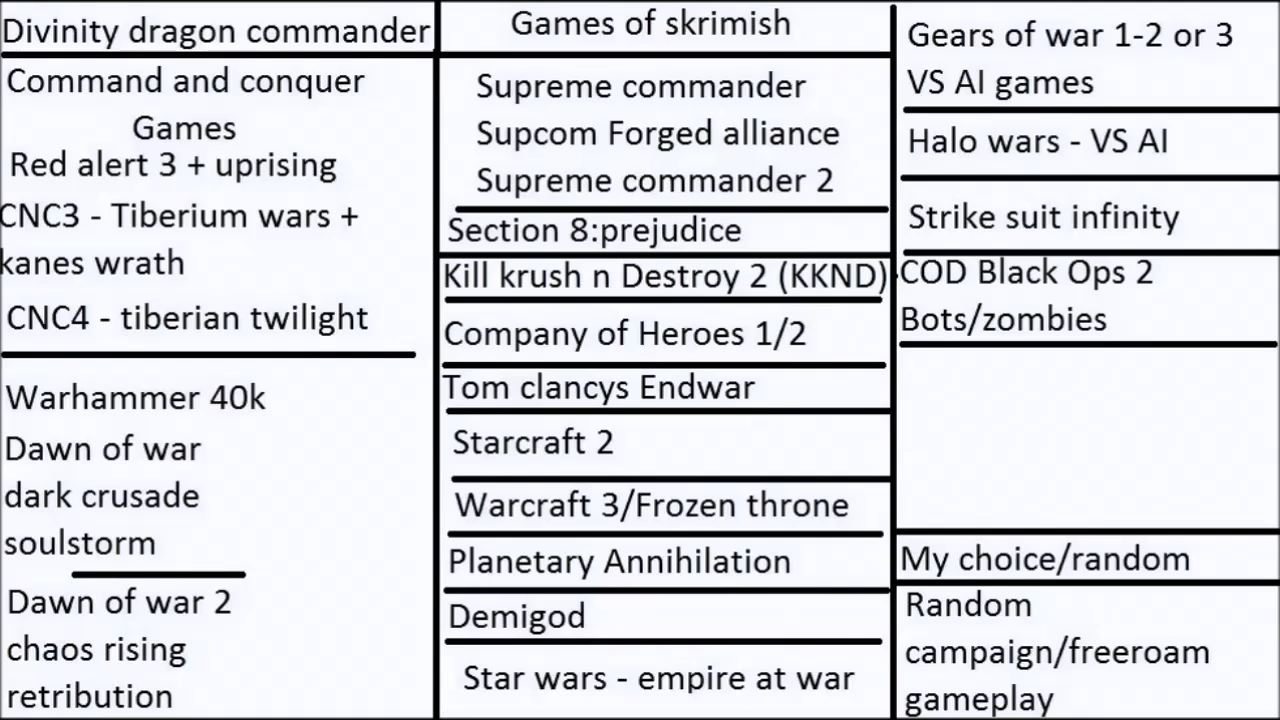 Divinity dragon commander
Command and conquer
Games
Red alert 3 + uprising
CNC3 - Tiberium wars +
kanes wrath
CNC4 - tiberian twilight
Warhammer 40k
Dawn of war
dark crusade
soulstorm
Dawn of war 2
chaos rising
retribution
Games of skrimish
Supreme commander
Supcom Forged alliance
Supreme commander 2
Section 8:prejudice
Kill krush n Destroy 2 (KKND)
Company of Heroes 1/2
Tom clancys Endwar
Starcraft 2
Warcraft 3/Frozen throne
Planetary Annihilation
Demigod
Star wars - empire at war
Gears of war 1-2 or 3
VS AI games
Halo wars - VS AI
Strike suit infinity
COD Black Ops 2
Bots/zombies
My choice/random
Random
campaign/freeroam
gameplay